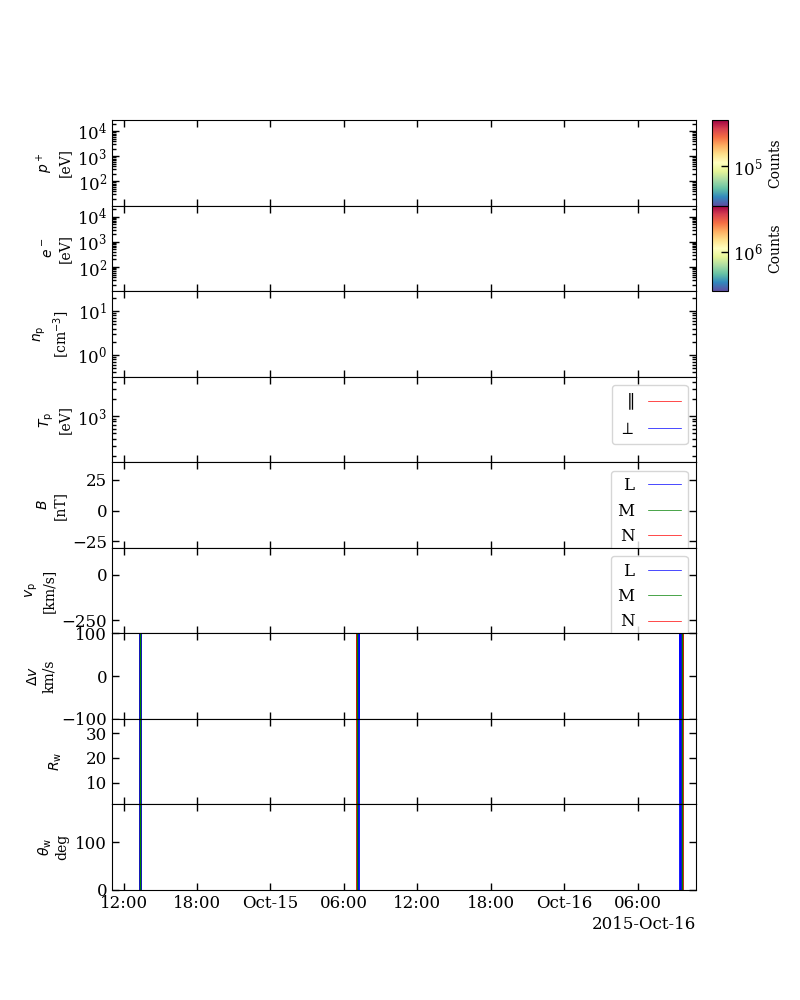 10⁴
10³
10²
p⁺
[eV]
10⁵
Counts
10⁴
10³
10²
e⁻
[eV]
10⁶
Counts
10¹
10⁰
nₚ
[cm⁻³]
10³
Tₚ
[eV]
∥
⊥
25
0
−25
B
[nT]
L
M
N
0
−250
vₚ
[km/s]
L
M
N
100
0
−100
Δv
km/s
30
20
10
R_w
100
0
θ_w
deg
12:00 18:00 Oct-15 06:00 12:00 18:00 Oct-16 06:00
2015-Oct-16